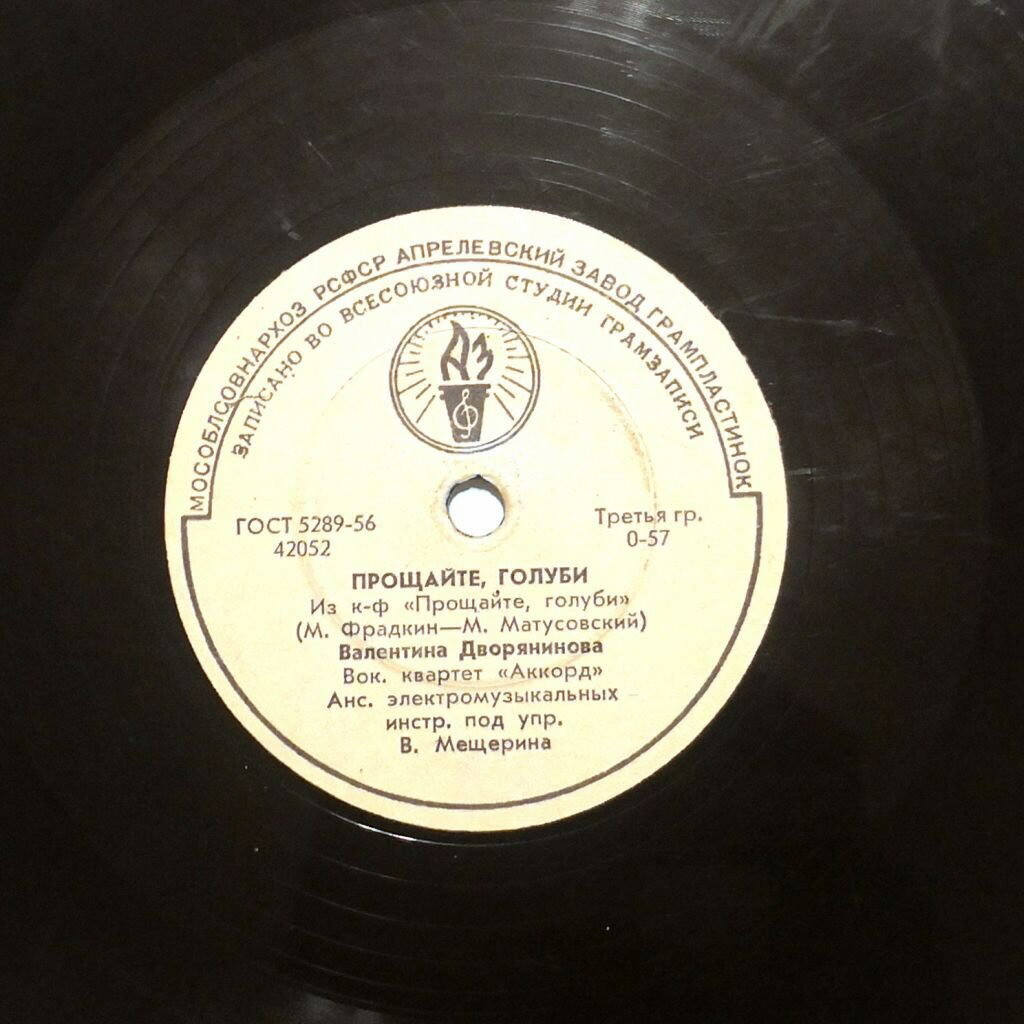 МОСОБЛСОВНАРХОЗ РСФСР АПРЕЛЕВСКИЙ ЗАВОД ГРАМПЛАСТИНОК
ЗАПИСАНО ВО ВСЕСОЮЗНОЙ СТУДИИ ГРАМЗАПИСИ
АЗ
ГОСТ 5289-56
42052
Третья гр.
0-57
ПРОЩАЙТЕ, ГОЛУБИ
Из к-ф «Прощайте, голуби»
(М. Фрадкин—М. Матусовский)
Валентина Дворянинова
Вок. квартет «Аккорд»
Анс. электромузыкальных
инстр. под упр.
В. Мещерина